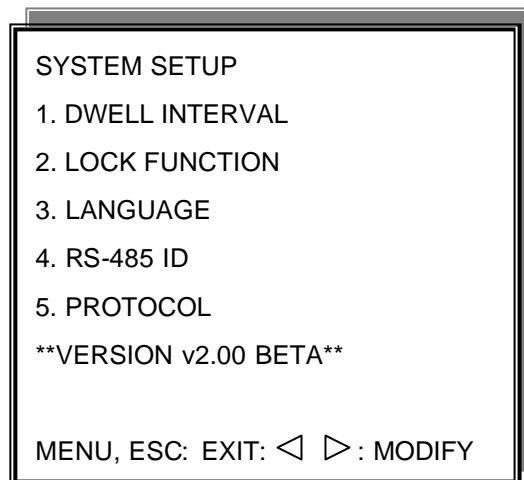 SYSTEM SETUP
1. DWELL INTERVAL
2. LOCK FUNCTION
3. LANGUAGE
4. RS-485 ID
5. PROTOCOL
**VERSION v2.00 BETA**
MENU, ESC: EXIT: ◁ ▷ : MODIFY